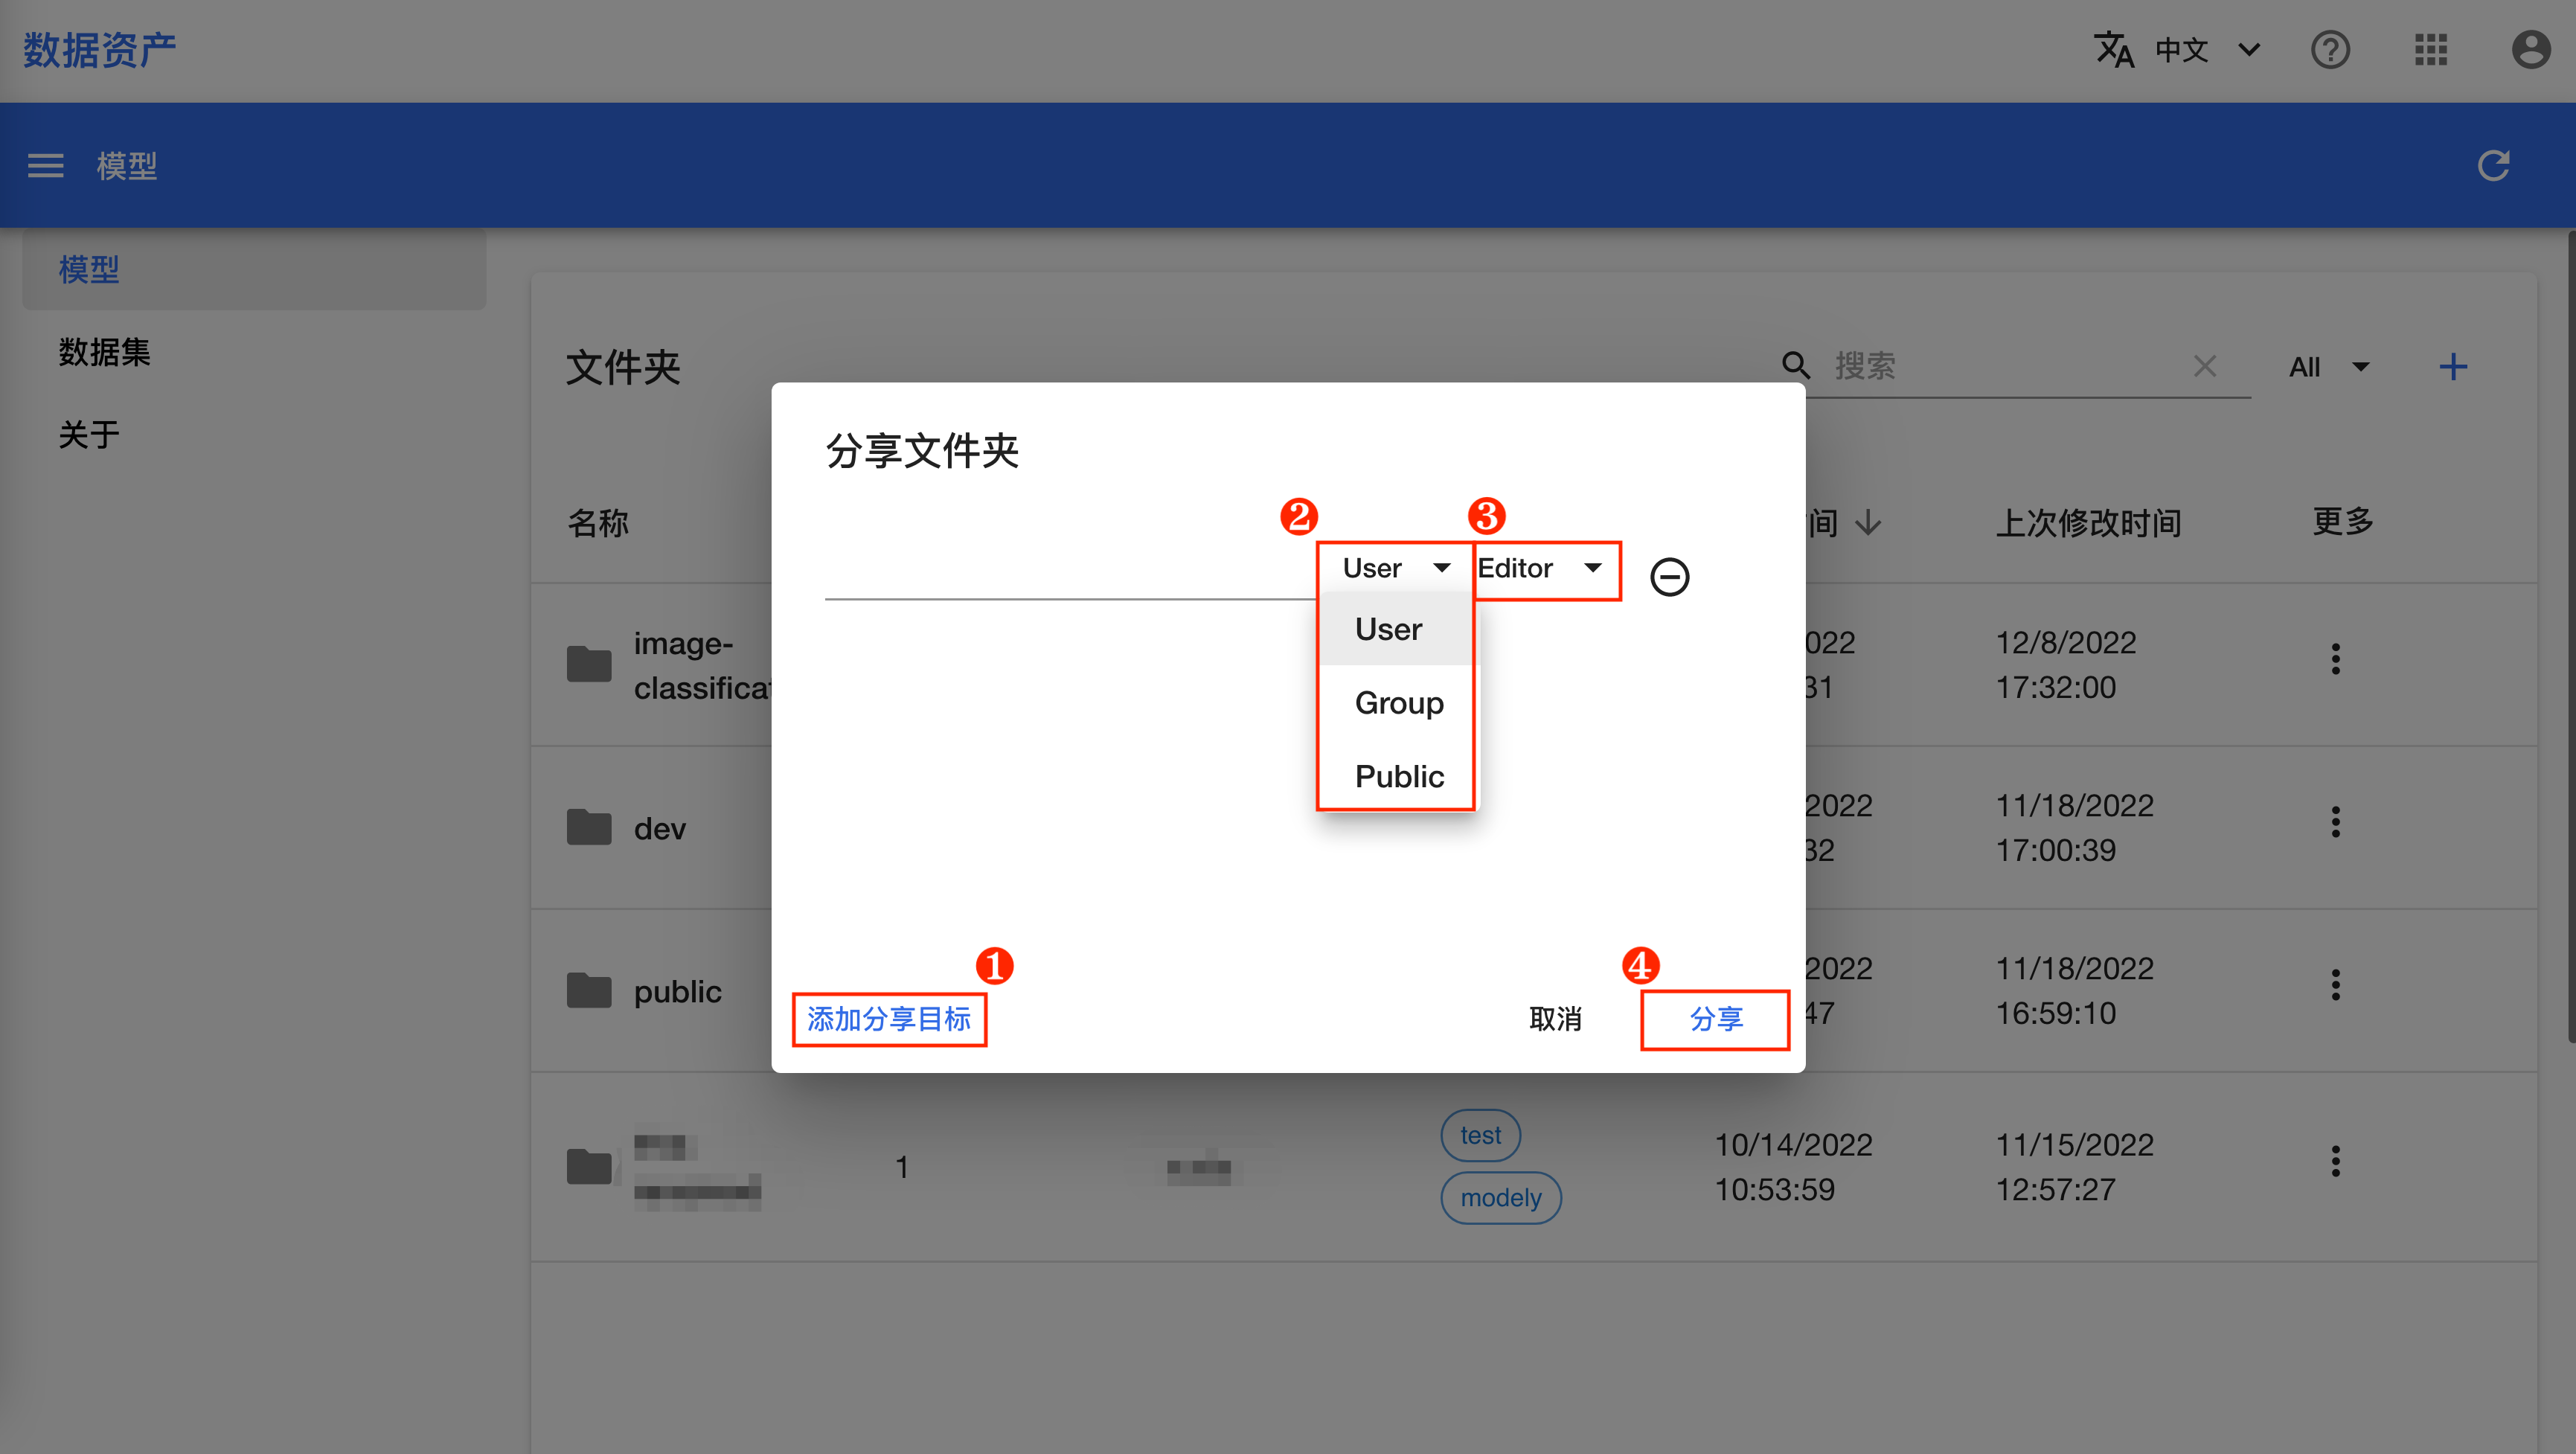 数据资产
中文
模型
模型
数据集
关于
文件夹
搜索
All
分享文件夹
名称
间
上次修改时间
更多
❷
❸
User
Editor
User
Group
Public
image-
022
12/8/2022
31
17:32:00
dev
2022
11/18/2022
32
17:00:39
public
2022
11/18/2022
47
16:59:10
❶
❹
添加分享目标
取消
分享
1
test
modely
10/14/2022
10:53:59
11/15/2022
12:57:27